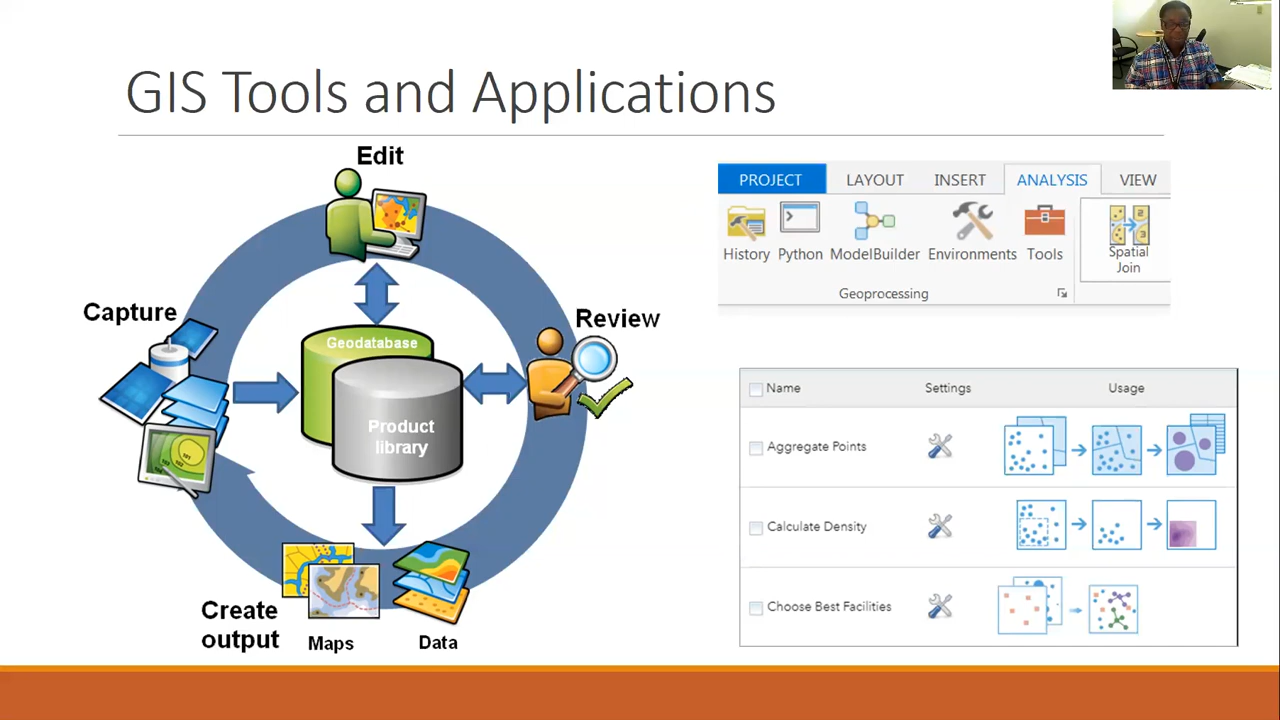 GIS Tools and Applications
Edit
Capture
Review
Geodatabase
Product
library
Create
output
Maps
Data
PROJECT LAYOUT INSERT ANALYSIS VIEW
History Python ModelBuilder Environments Tools Spatial
Join
Geoprocessing
Name Settings Usage
Aggregate Points
Calculate Density
Choose Best Facilities